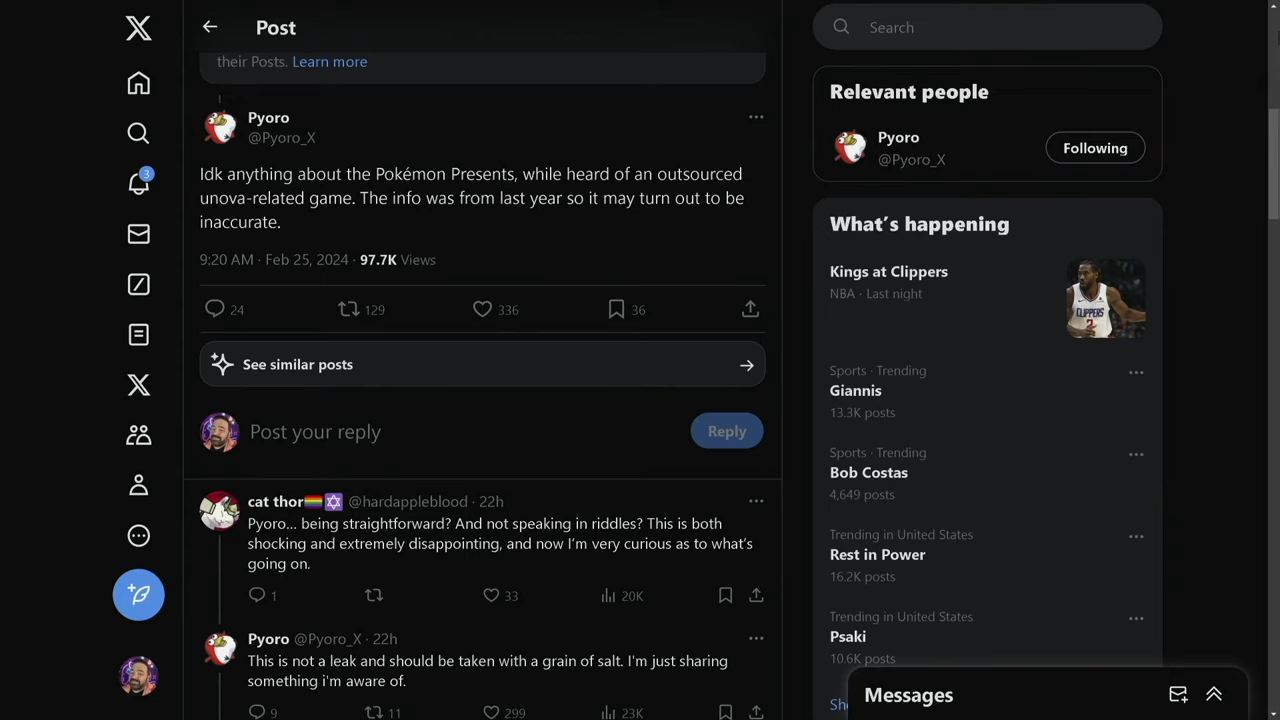 Post
their Posts. Learn more
Pyoro
@Pyoro_X
Idk anything about the Pokémon Presents, while heard of an outsourced
unova-related game. The info was from last year so it may turn out to be
inaccurate.
9:20 AM · Feb 25, 2024 · 97.7K Views
24 129 336 36
See similar posts
Post your reply
Reply
cat thor @hardappleblood · 22h
Pyoro... being straightforward? And not speaking in riddles? This is both
shocking and extremely disappointing, and now I'm very curious as to what's
going on.
1 33 20K
Pyoro @Pyoro_X · 22h
This is not a leak and should be taken with a grain of salt. I'm just sharing
something i'm aware of.
9 11 299 23K
3
Search
Relevant people
Pyoro
@Pyoro_X
Following
What's happening
Kings at Clippers
NBA · Last night
CLIPPERS
2
Sports · Trending
Giannis
13.3K posts
Sports · Trending
Bob Costas
4,649 posts
Trending in United States
Rest in Power
16.2K posts
Trending in United States
Psaki
10.6K posts
Messages